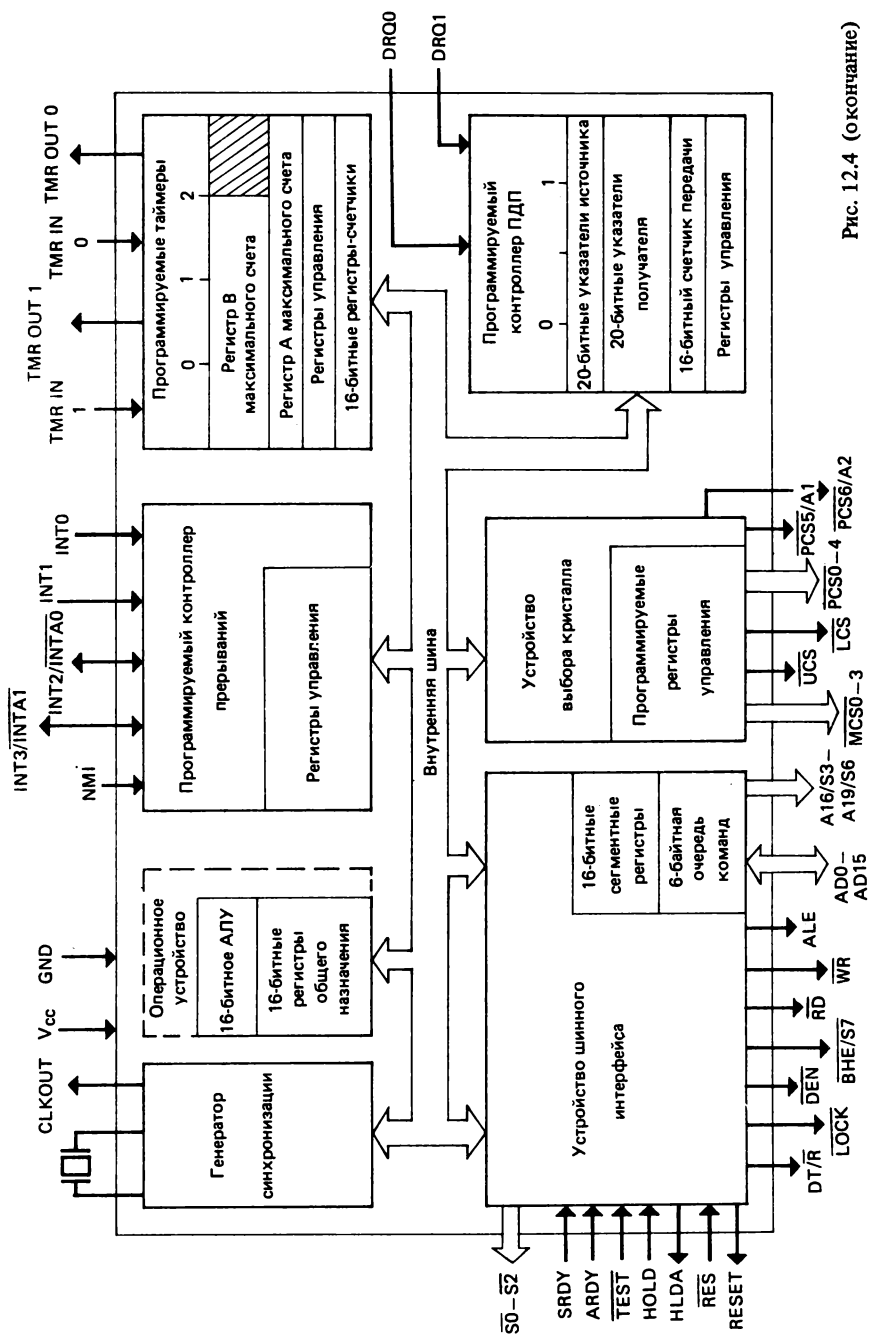 CLKOUT
Vcc
GND
NMI
INT3/INTA1
INT2/INTA0
INT1
INT0
TMR IN
1
TMR OUT 1
TMR IN
0
TMR OUT 0
Генератор
синхронизации
Операционное
устройство
16-битное АЛУ
16-битные
регистры
общего
назначения
Программируемый контроллер
прерываний
Регистры управления
Программируемые таймеры
0 1 2
Регистр В
максимального счета
Регистр А максимального счета
Регистры управления
16-битные регистры-счетчики
DRQ0
DRQ1
Внутренняя шина
Устройство шинного
интерфейса
16-битные
сегментные
регистры
6-байтная
очередь
команд
Устройство
выбора кристалла
Программируемые
регистры
управления
Программируемый
контроллер ПДП
0 1
20-битные указатели источника
20-битные указатели
получателя
16-битный счетчик передачи
Регистры управления
S0–S2
SRDY
ARDY
TEST
HOLD
HLDA
RES
RESET
DT/R
LOCK
DEN
BHE/S7
RD
WR
ALE
AD0–
AD15
A16/S3–
A19/S6
MCS0–3
UCS
LCS
PCS0–4
PCS5/A1
PCS6/A2
Рис. 12.4 (окончание)